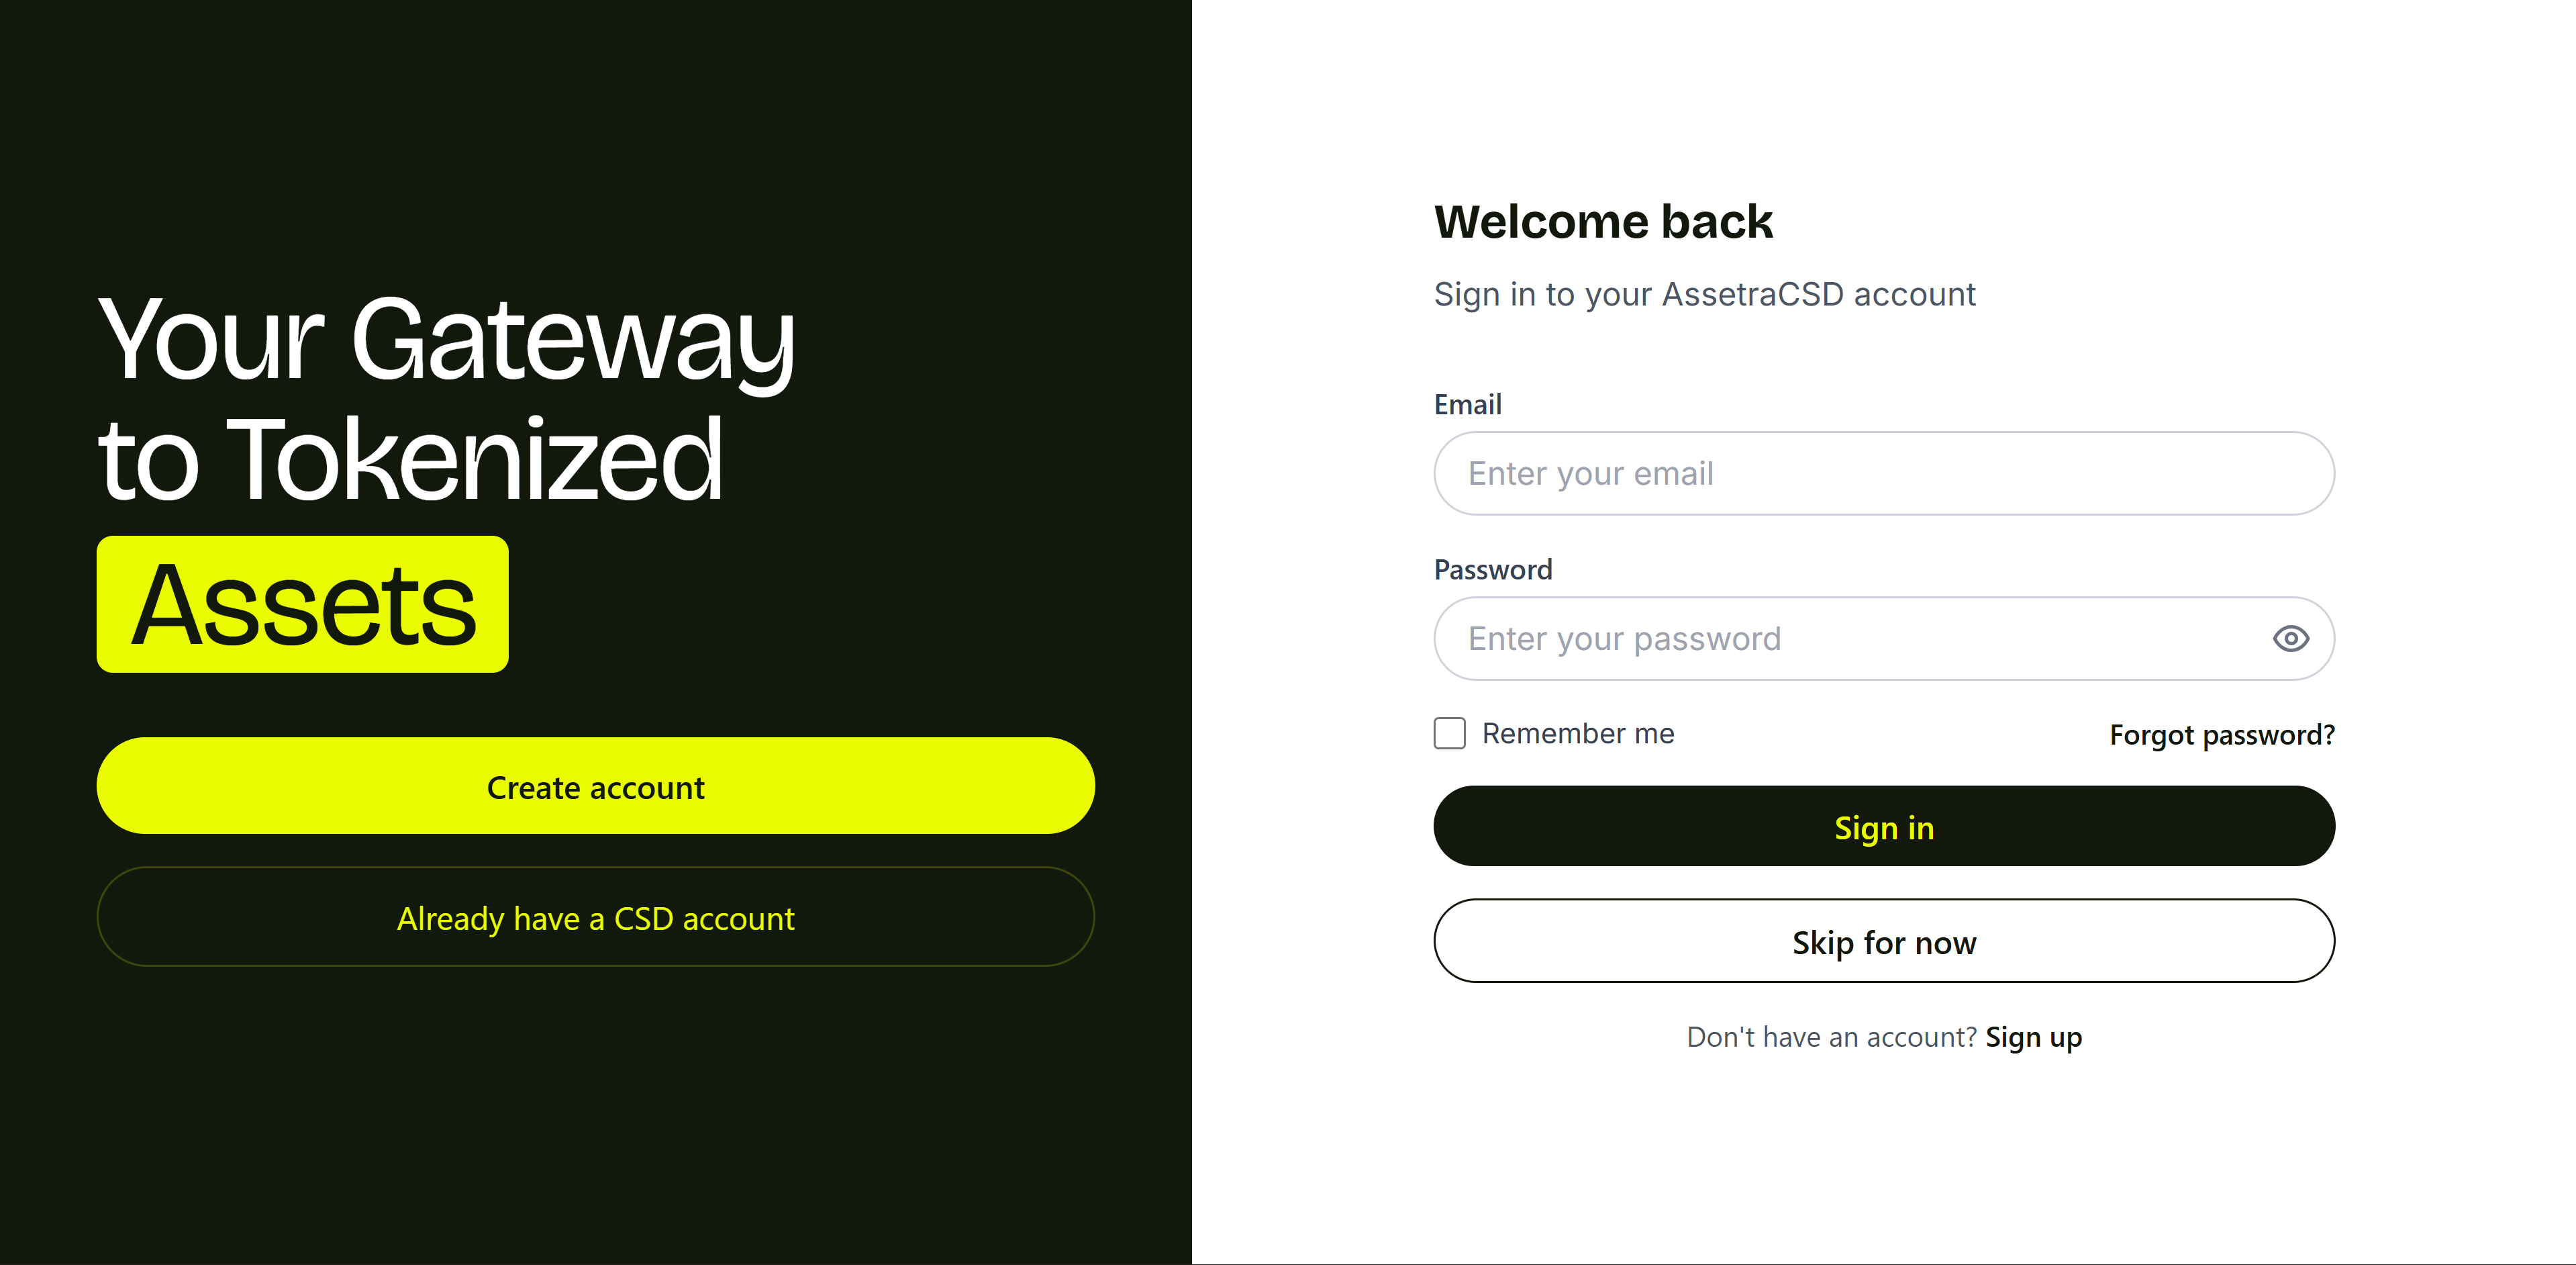 Your Gateway
to Tokenized
Assets
Create account
Already have a CSD account
Welcome back
Sign in to your AssetraCSD account
Email
Enter your email
Password
Enter your password
Remember me
Forgot password?
Sign in
Skip for now
Don't have an account? Sign up